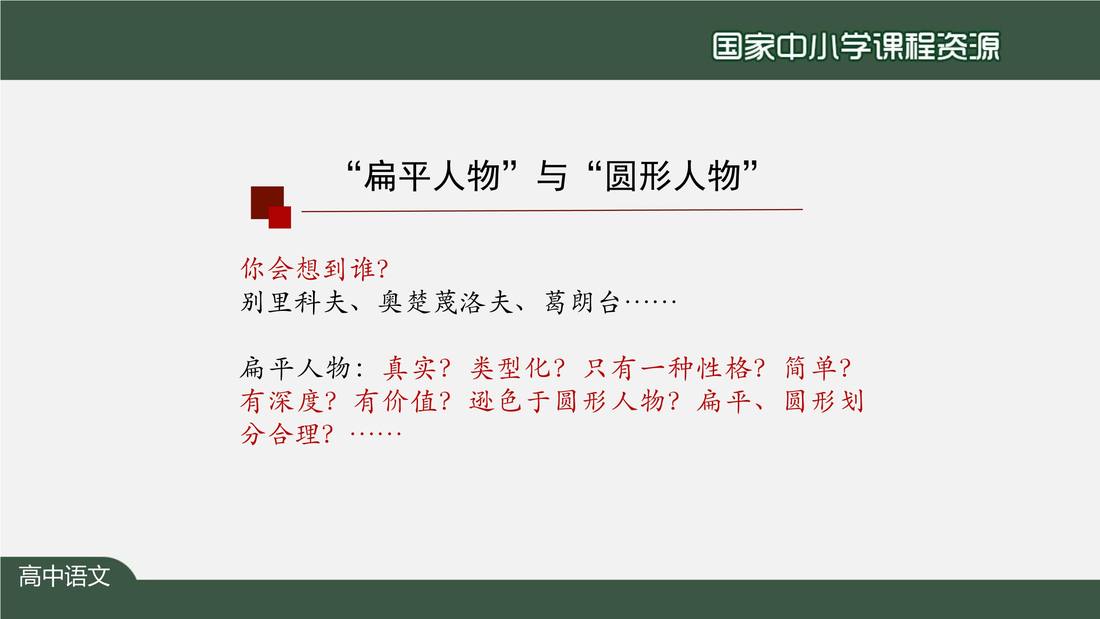 国家中小学课程资源
“扁平人物”与“圆形人物”
你会想到谁？
别里科夫、奥楚蔑洛夫、葛朗台……
扁平人物：真实？类型化？只有一种性格？简单？
有深度？有价值？逊色于圆形人物？扁平、圆形划
分合理？……
高中语文